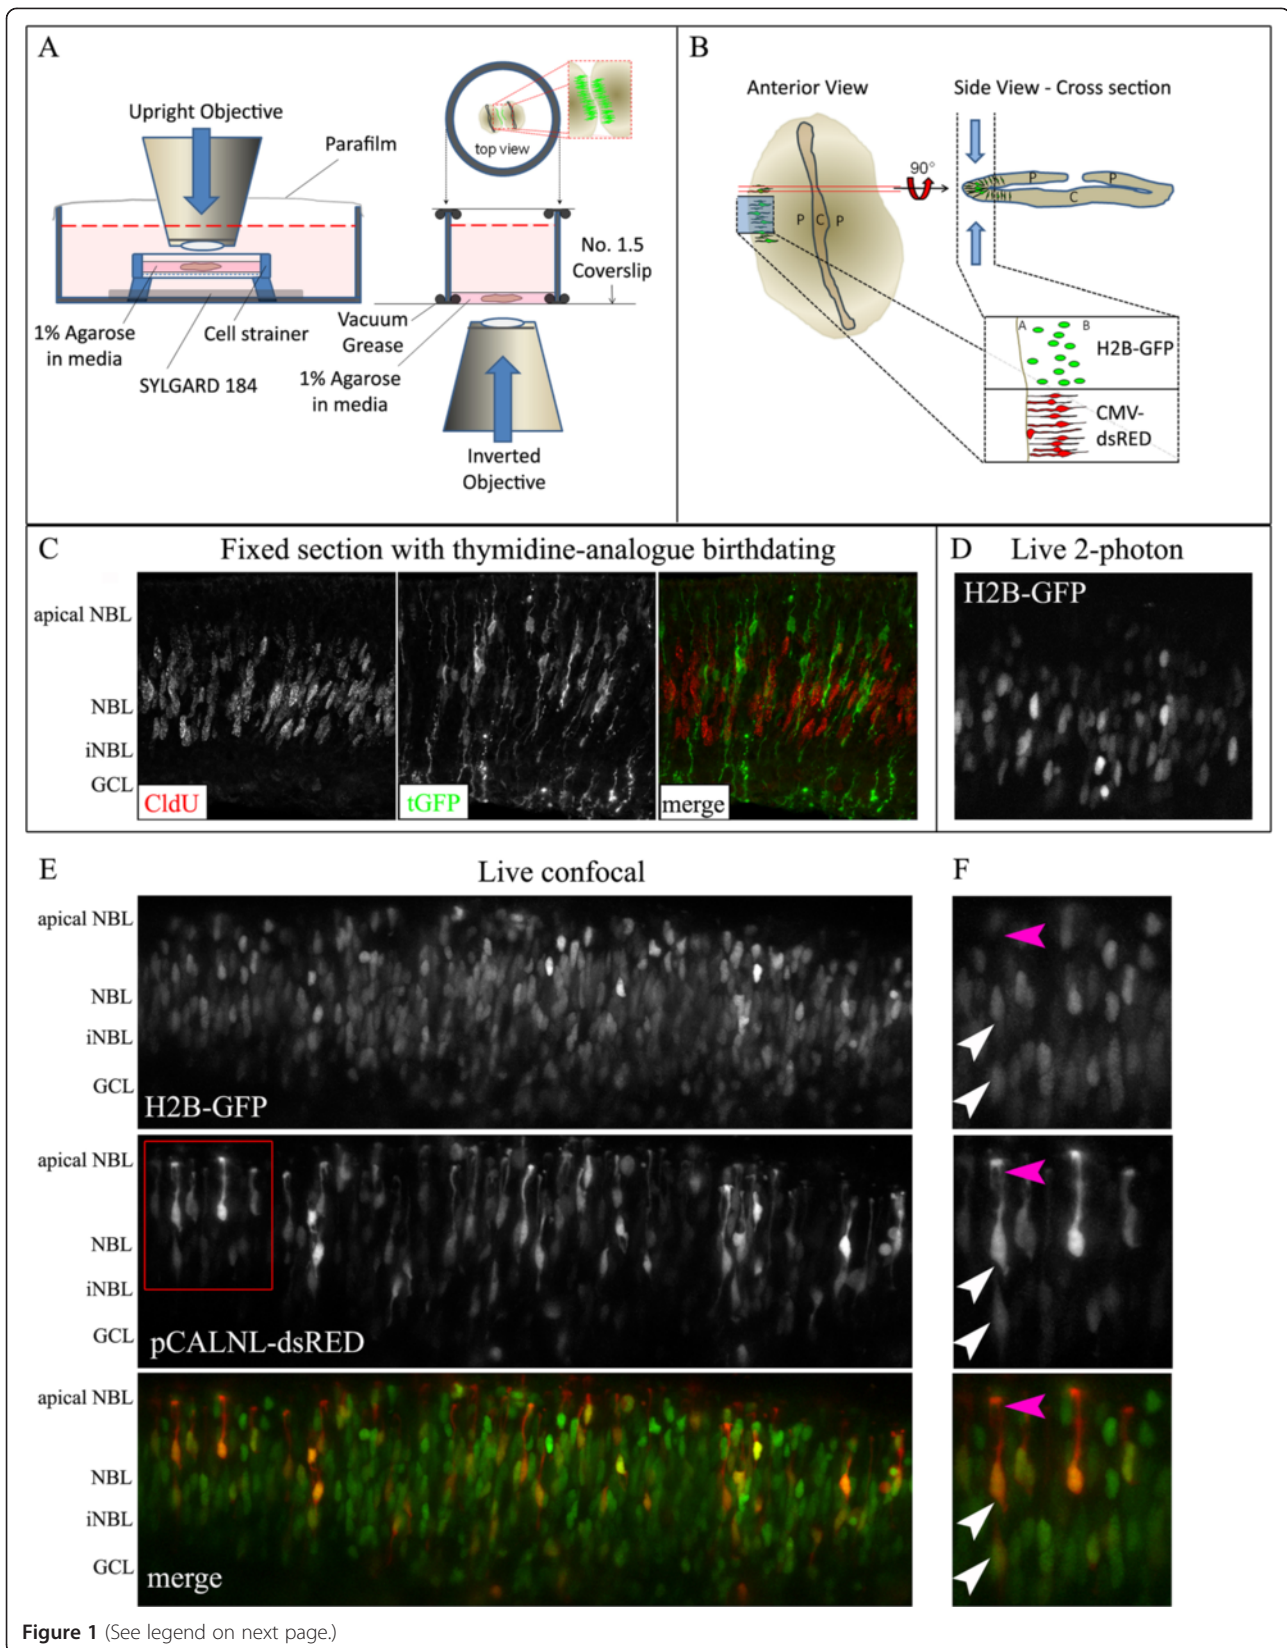 A
Upright Objective
Parafilm
top view
No. 1.5
Coverslip
1% Agarose
in media
Cell strainer
SYLGARD 184
Vacuum
Grease
1% Agarose
in media
Inverted
Objective
B
Anterior View
Side View - Cross section
90°
P
C
P
P
P
C
A
B
H2B-GFP
CMV-
dsRED
C
Fixed section with thymidine-analogue birthdating
apical NBL
NBL
iNBL
GCL
CldU
tGFP
merge
D
Live 2-photon
H2B-GFP
E
Live confocal
apical NBL
NBL
iNBL
GCL
H2B-GFP
apical NBL
NBL
iNBL
GCL
pCALNL-dsRED
apical NBL
NBL
iNBL
GCL
merge
F
Figure 1 (See legend on next page.)